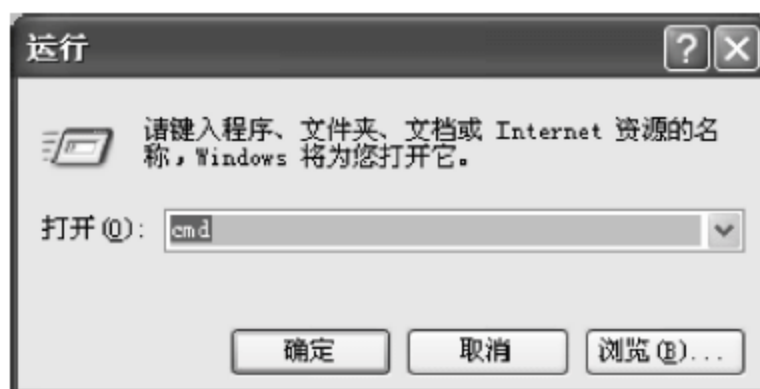 运行
请键入程序、文件夹、文档或 Internet 资源的名
称，Windows 将为您打开它。
打开(O): cmd
确定 取消 浏览(B)...